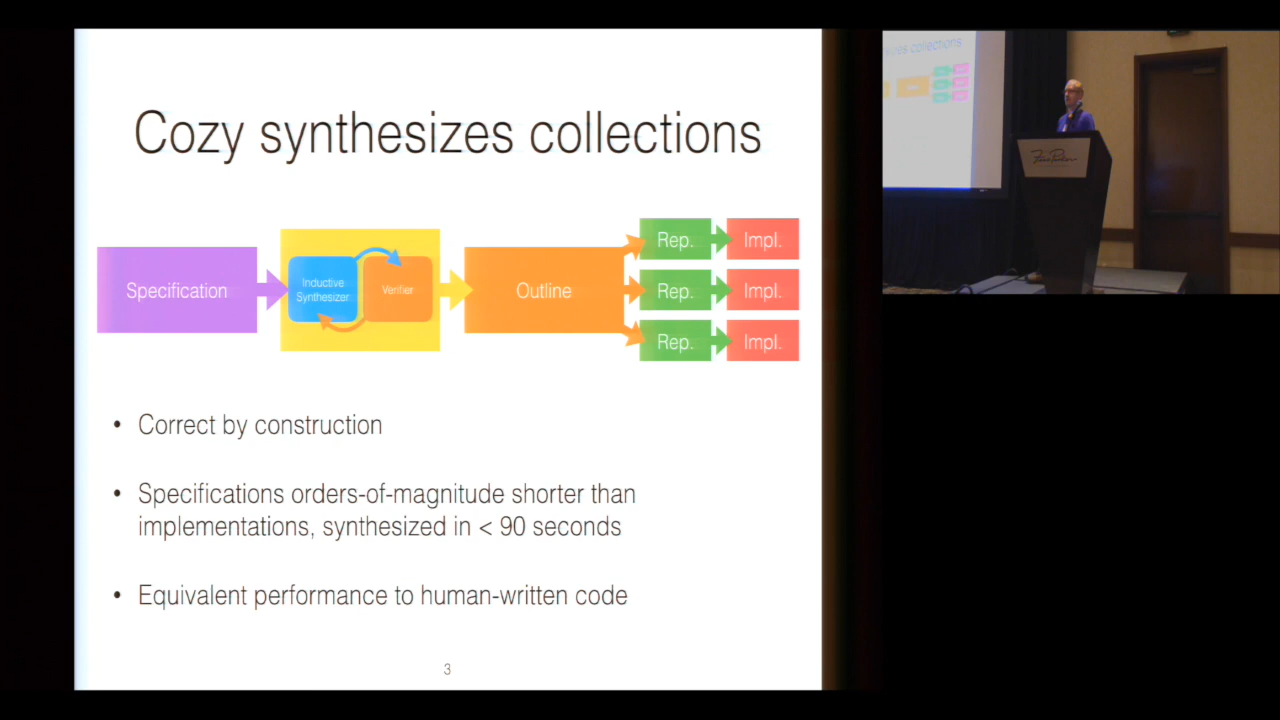 Cozy synthesizes collections
Specification
Inductive
Synthesizer
Verifier
Outline
Rep.
Impl.
Rep.
Impl.
Rep.
Impl.
• Correct by construction
• Specifications orders-of-magnitude shorter than
implementations, synthesized in < 90 seconds
• Equivalent performance to human-written code
3
collections